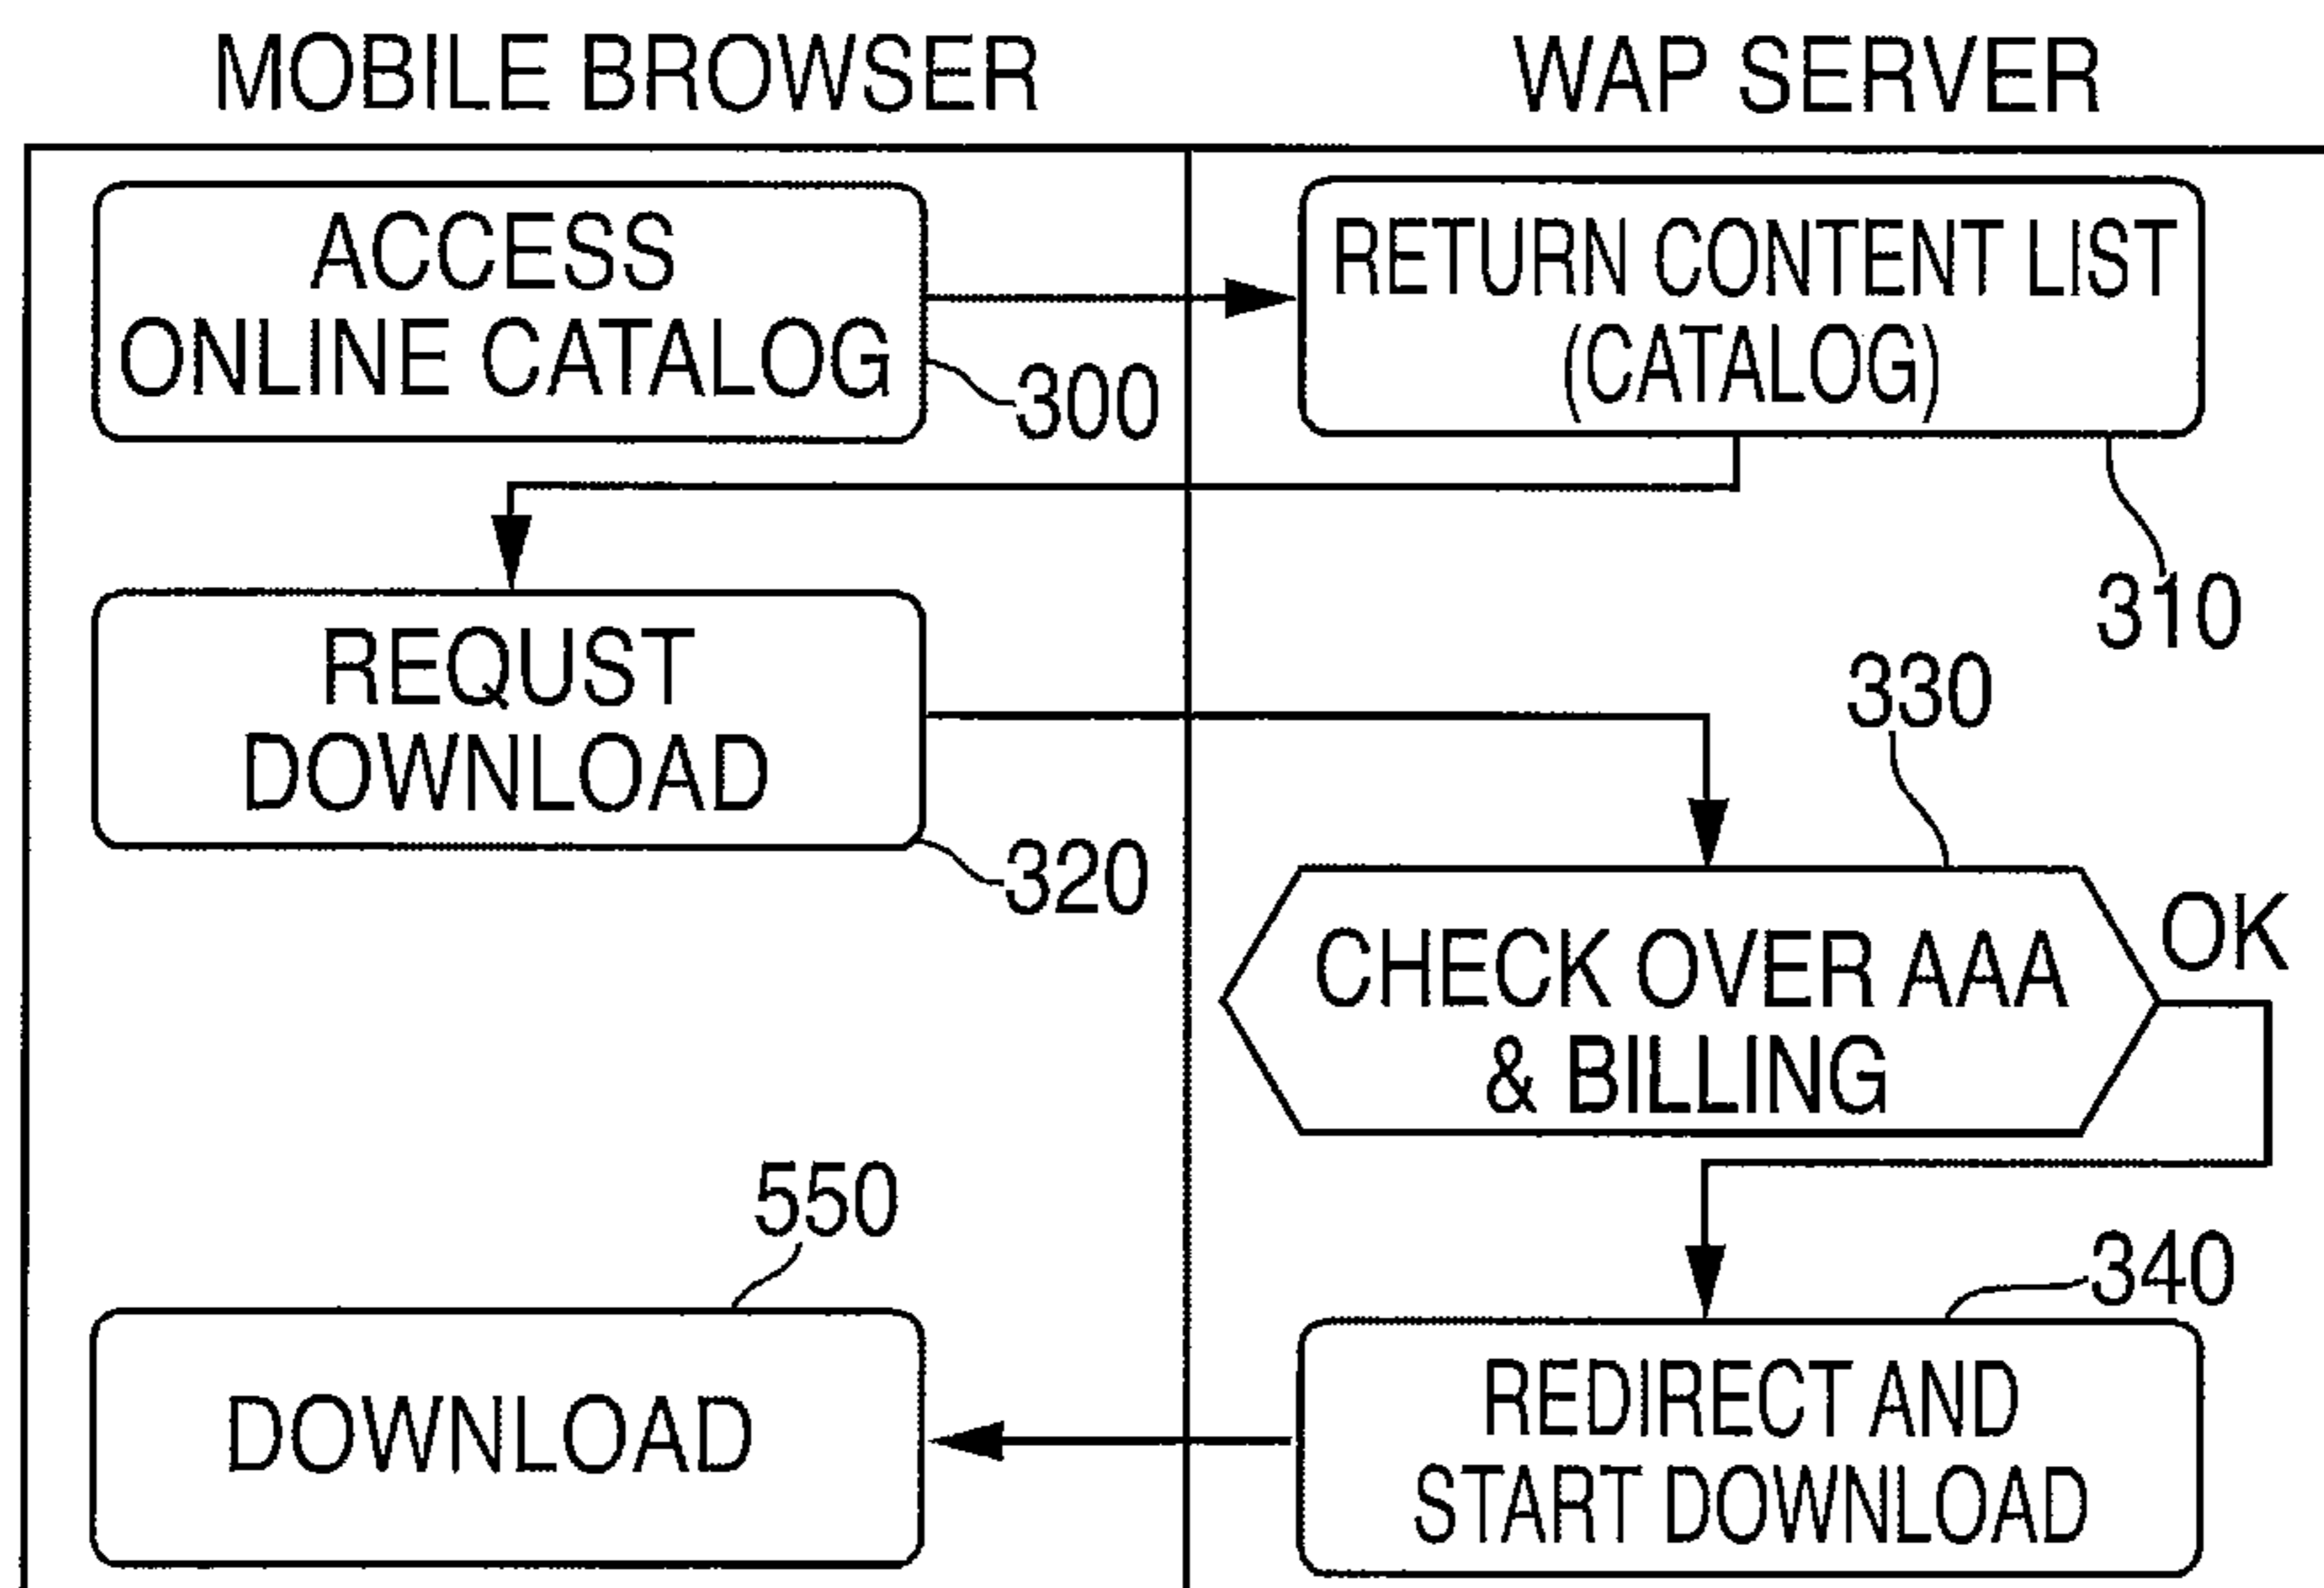 MOBILE BROWSER
WAP SERVER
ACCESS
ONLINE CATALOG
300
RETURN CONTENT LIST
(CATALOG)
310
REQUST
DOWNLOAD
320
330
CHECK OVER AAA
& BILLING
OK
550
DOWNLOAD
340
REDIRECT AND
START DOWNLOAD